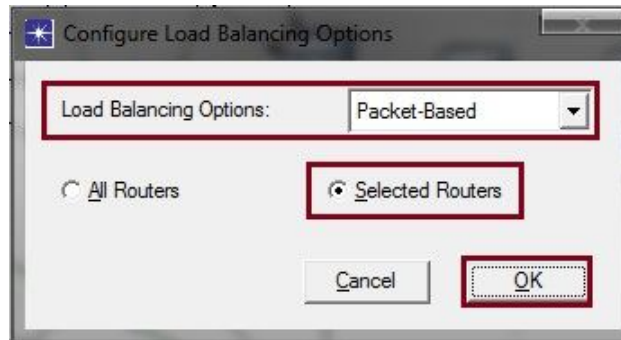 Configure Load Balancing Options
Load Balancing Options: Packet-Based
All Routers Selected Routers
Cancel OK